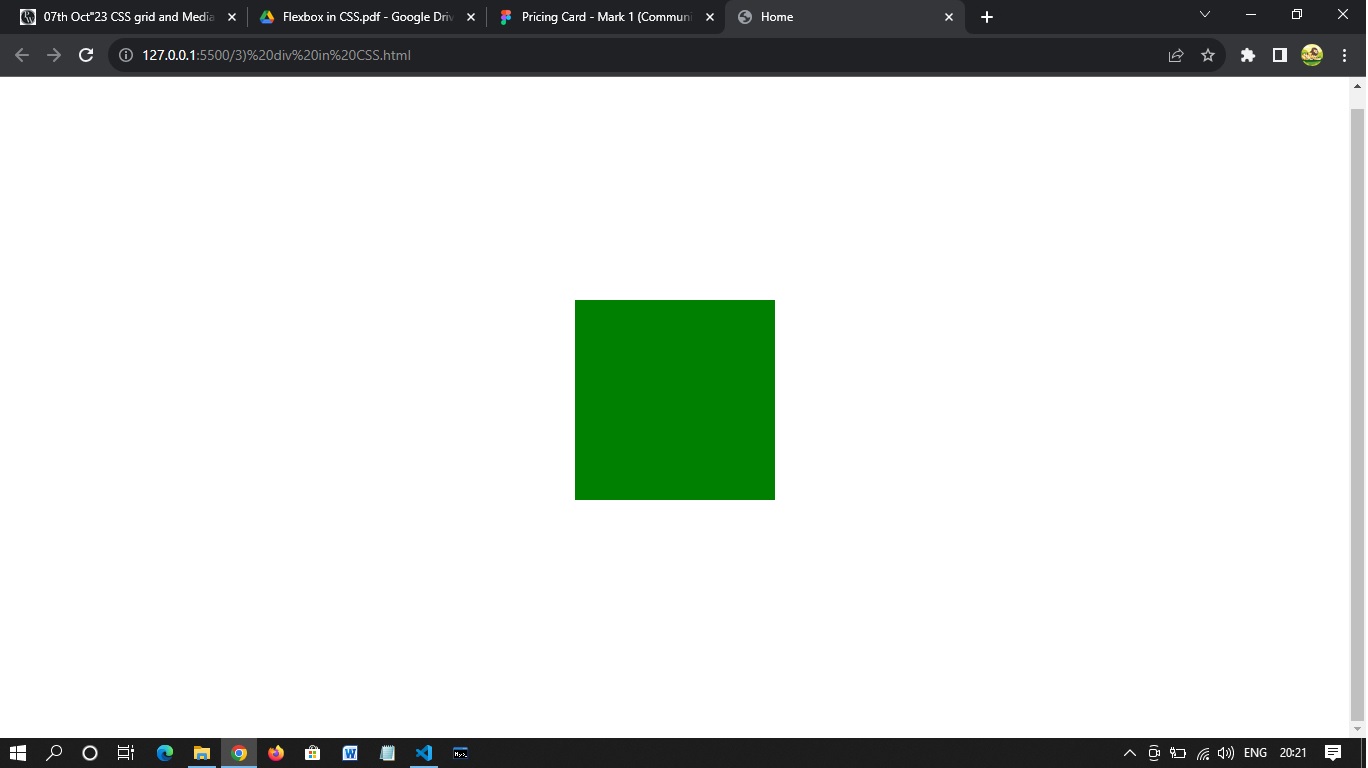 07th Oct"23 CSS grid and Media
Flexbox in CSS.pdf - Google Driv
Pricing Card - Mark 1 (Communi
Home
127.0.0.1:5500/3)%20div%20in%20CSS.html
ENG
20:21